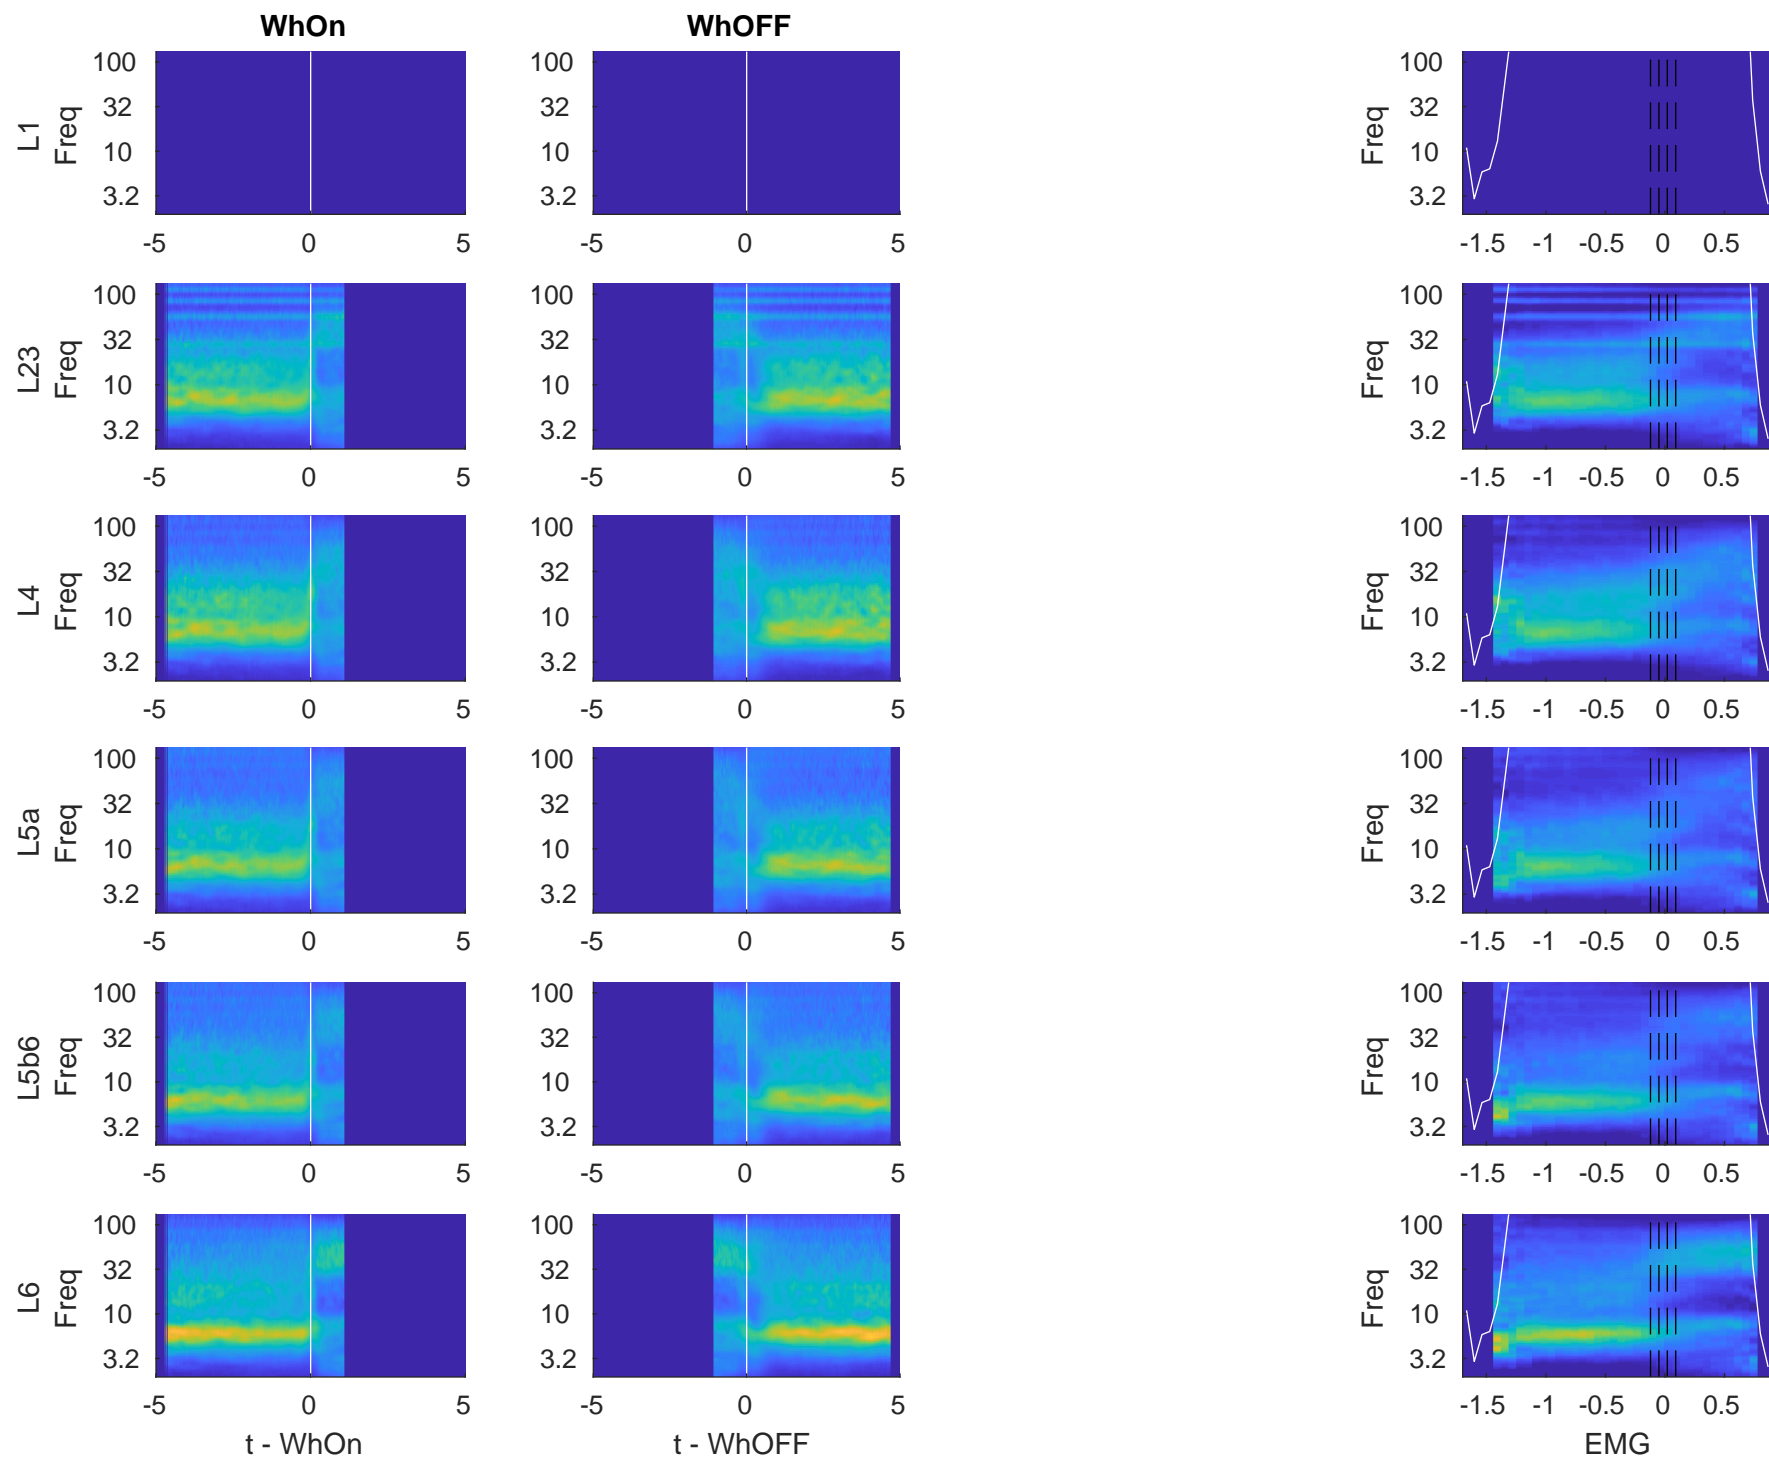 WhOn WhOFF
L1 Freq 100 32 10 3.2 100 32 10 3.2 Freq 100 32 10 3.2
-5 0 5 -5 0 5 -1.5 -1 -0.5 0 0.5
L23 Freq 100 32 10 3.2 100 32 10 3.2 Freq 100 32 10 3.2
-5 0 5 -5 0 5 -1.5 -1 -0.5 0 0.5
L4 Freq 100 32 10 3.2 100 32 10 3.2 Freq 100 32 10 3.2
-5 0 5 -5 0 5 -1.5 -1 -0.5 0 0.5
L5a Freq 100 32 10 3.2 100 32 10 3.2 Freq 100 32 10 3.2
-5 0 5 -5 0 5 -1.5 -1 -0.5 0 0.5
L5b6 Freq 100 32 10 3.2 100 32 10 3.2 Freq 100 32 10 3.2
-5 0 5 -5 0 5 -1.5 -1 -0.5 0 0.5
L6 Freq 100 32 10 3.2 100 32 10 3.2 Freq 100 32 10 3.2
-5 0 5 -5 0 5 -1.5 -1 -0.5 0 0.5
t - WhOn t - WhOFF EMG